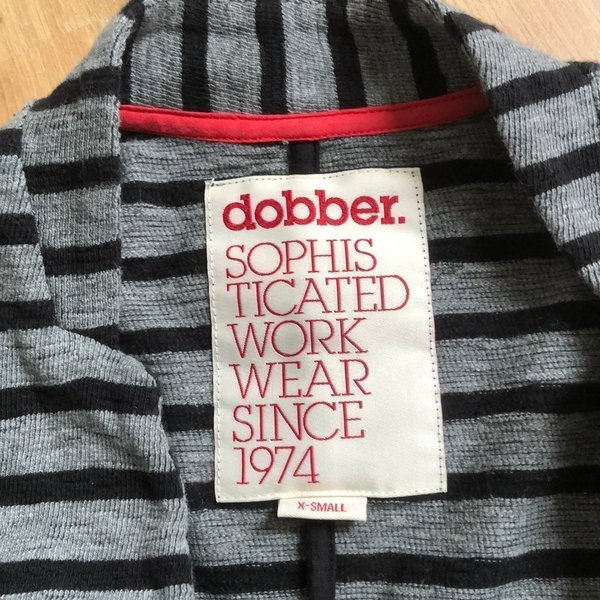 dobber.
SOPHIS
TICATED
WORK
WEAR
SINCE
1974
X-SMALL